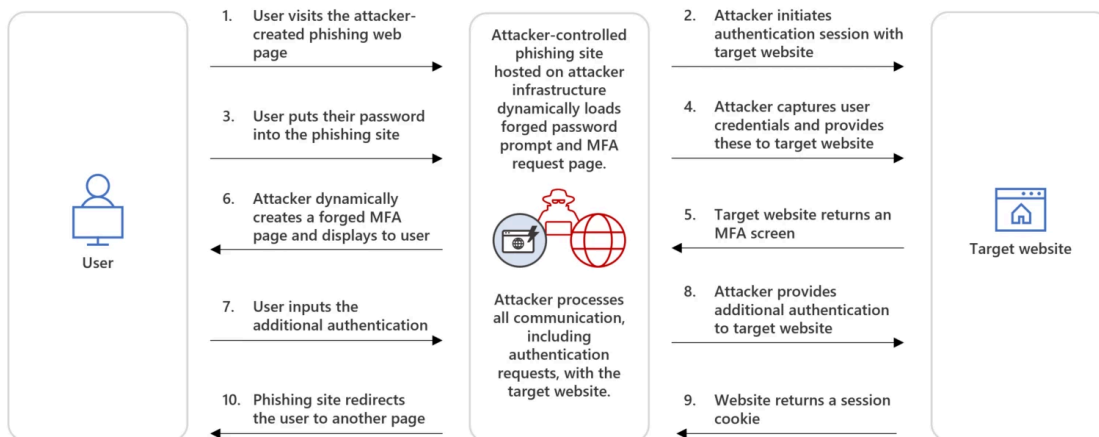 1. User visits the attacker-
created phishing web
page
2. Attacker initiates
authentication session with
target website
3. User puts their password
into the phishing site
4. Attacker captures user
credentials and provides
these to target website
6. Attacker dynamically
creates a forged MFA
page and displays to user
5. Target website returns an
MFA screen
7. User inputs the
additional authentication
8. Attacker provides
additional authentication
to target website
10. Phishing site redirects
the user to another page
9. Website returns a session
cookie
User
Attacker-controlled
phishing site
hosted on attacker
infrastructure
dynamically loads
forged password
prompt and MFA
request page.
Attacker processes
all communication,
including
authentication
requests, with the
target website.
Target website